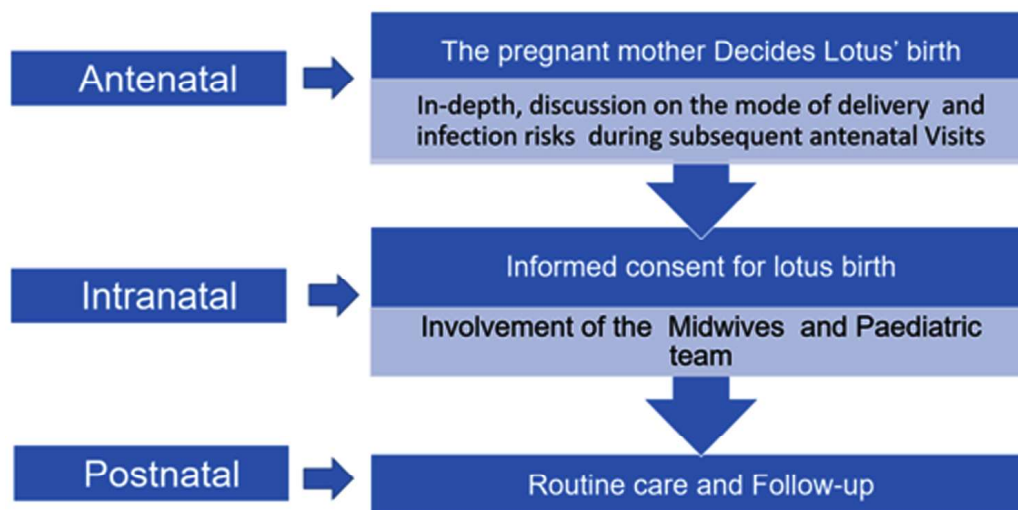 Antenatal
The pregnant mother Decides Lotus’ birth
In-depth, discussion on the mode of delivery and
infection risks during subsequent antenatal Visits
Intranatal
Informed consent for lotus birth
Involvement of the Midwives and Paediatric
team
Postnatal
Routine care and Follow-up